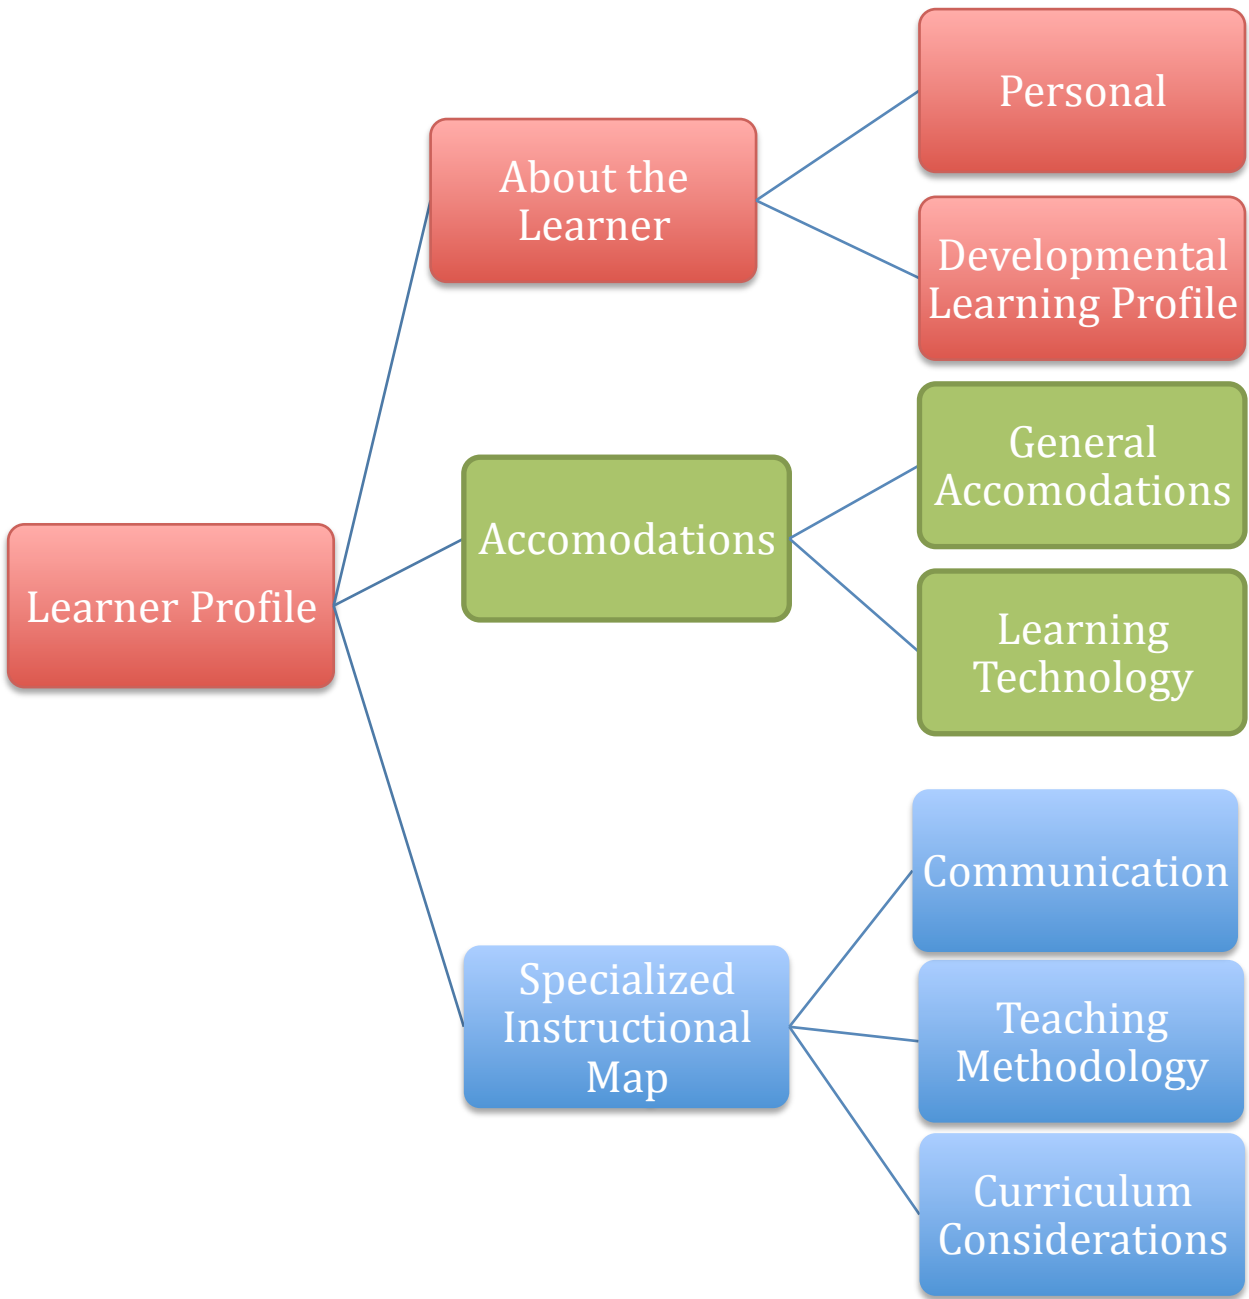 Learner Profile
About the
Learner
Personal
Developmental
Learning Profile
Accomodations
General
Accomodations
Learning
Technology
Specialized
Instructional
Map
Communication
Teaching
Methodology
Curriculum
Considerations